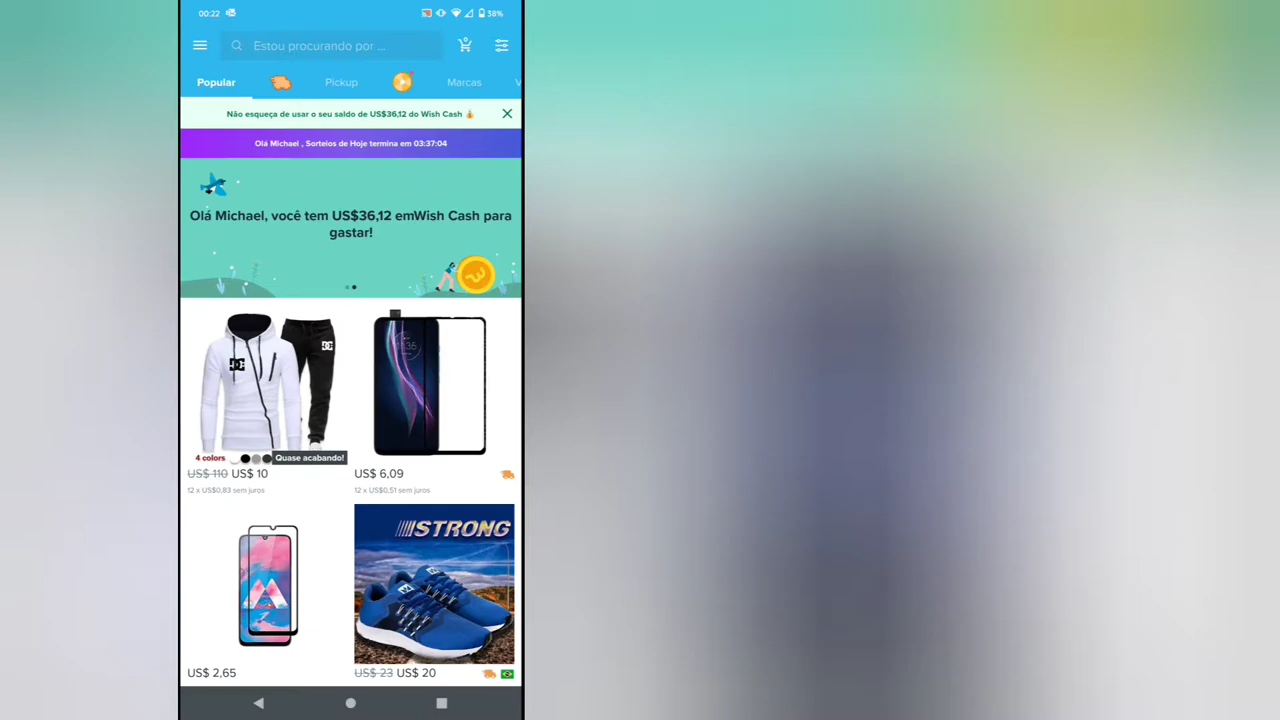 00:22
38%
Estou procurando por ...
0
Popular
Pickup
Marcas
V
Não esqueça de usar o seu saldo de US$36,12 do Wish Cash
Olá Michael , Sorteios de Hoje termina em 03:37:04
Olá Michael, você tem US$36,12 emWish Cash para
gastar!
4 colors
Quase acabando!
US$ 110 US$ 10
12 x US$0,83 sem juros
US$ 6,09
12 x US$0,51 sem juros
STRONG
US$ 2,65
US$ 23 US$ 20